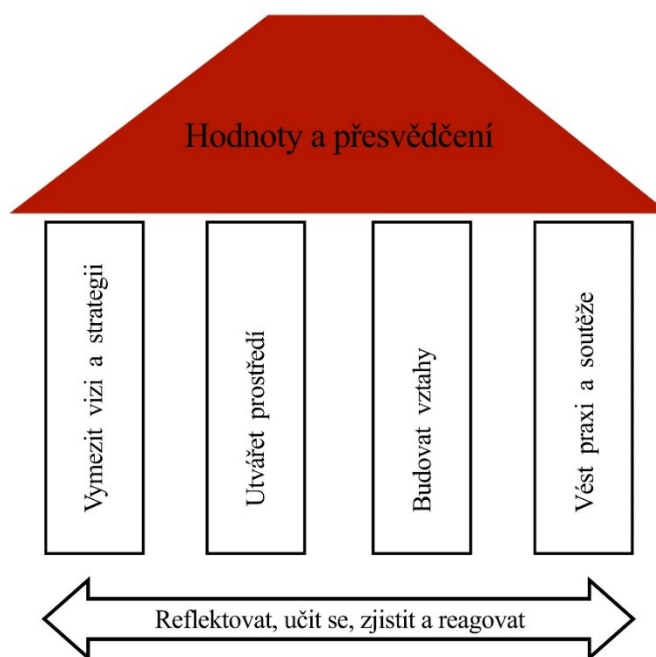 Hodnoty a přesvědčení
Vymezit vizi a strategii
Utvářet prostředí
Budovat vztahy
Vést praxi a soutěže
Reflektovat, učit se, zjistit a reagovat